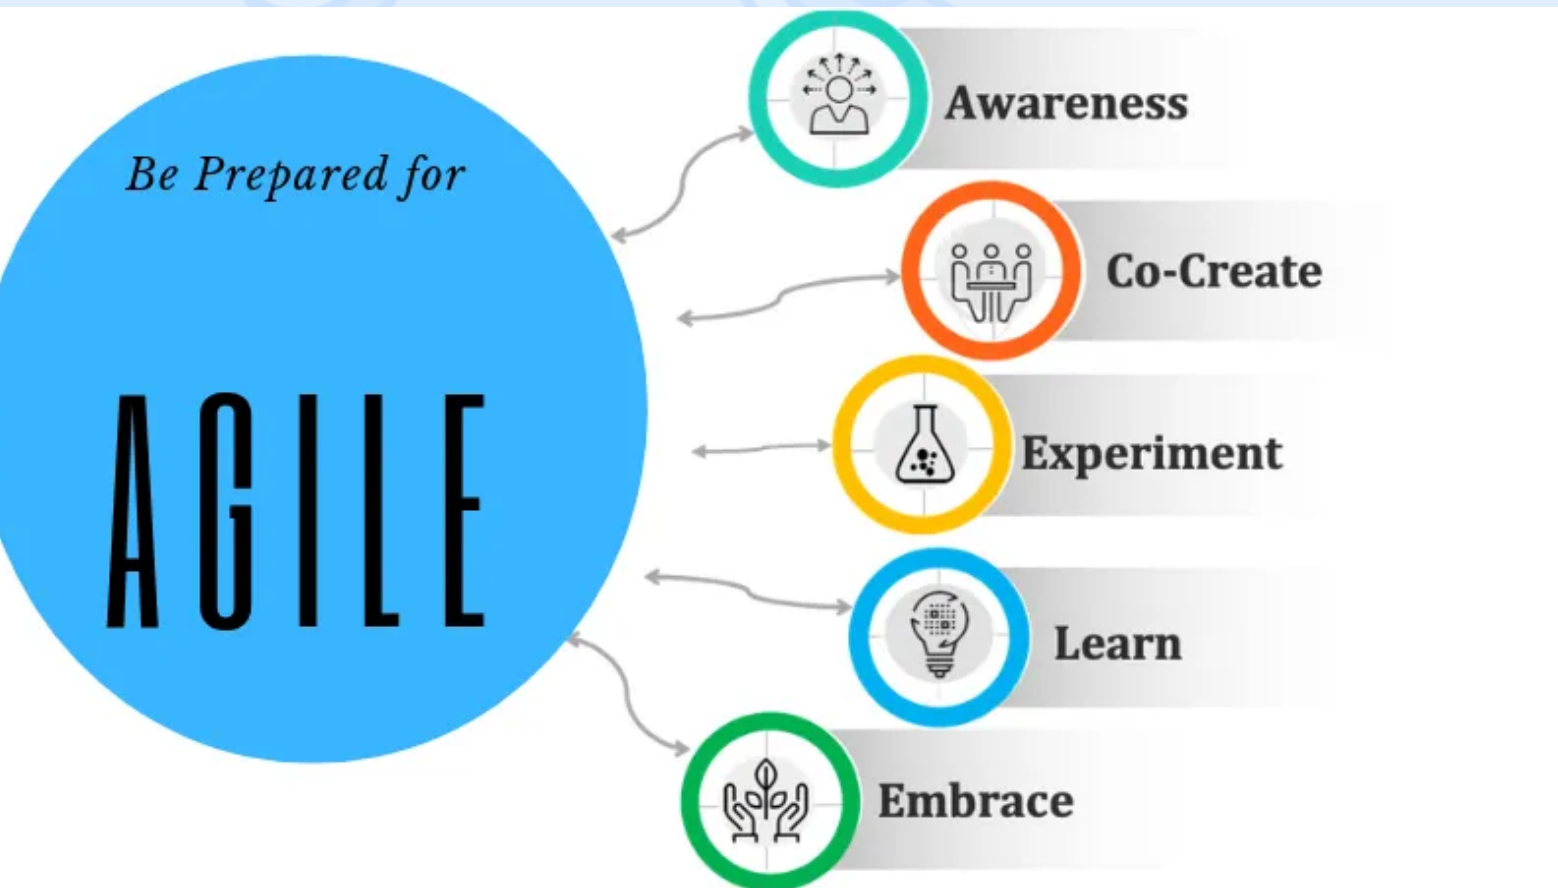 Be Prepared for
AGILE
Awareness
Co-Create
Experiment
Learn
Embrace